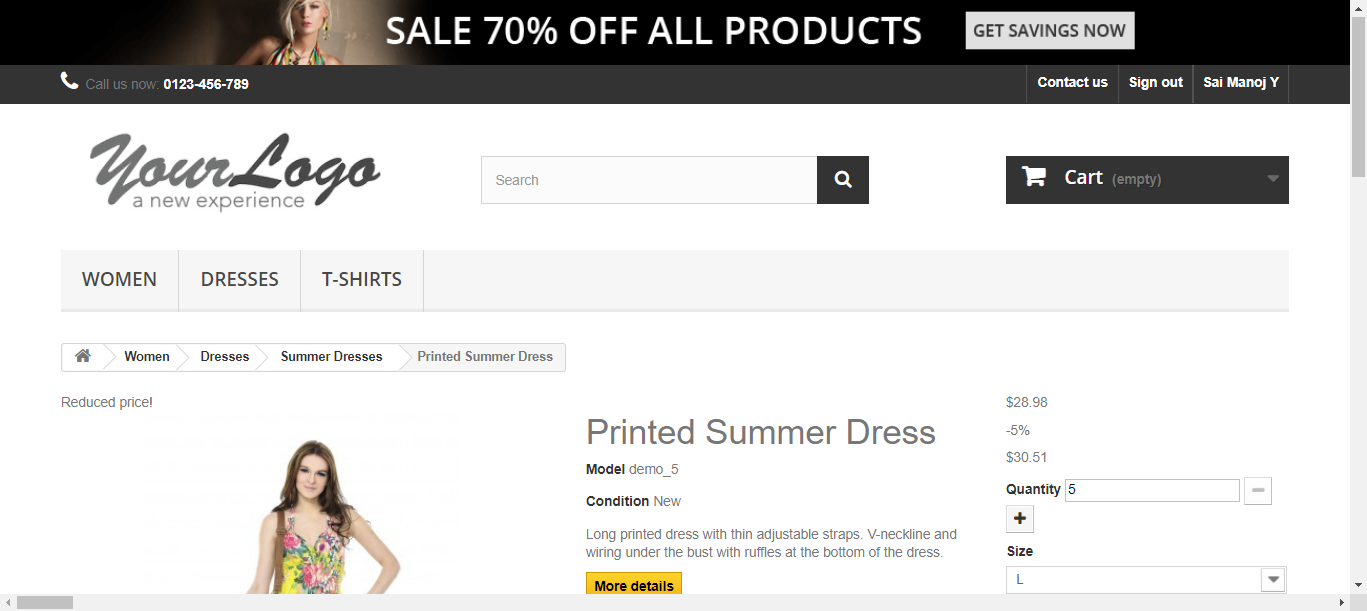 SALE 70% OFF ALL PRODUCTS GET SAVINGS NOW
Call us now: 0123-456-789 Contact us Sign out Sai Manoj Y
YourLogo
a new experience
Search
Cart (empty)
WOMEN DRESSES T-SHIRTS
Women Dresses Summer Dresses Printed Summer Dress
Reduced price!
Printed Summer Dress
Model demo_5
Condition New
Long printed dress with thin adjustable straps. V-neckline and
wiring under the bust with ruffles at the bottom of the dress.
More details
$28.98
-5%
$30.51
Quantity 5
Size
L